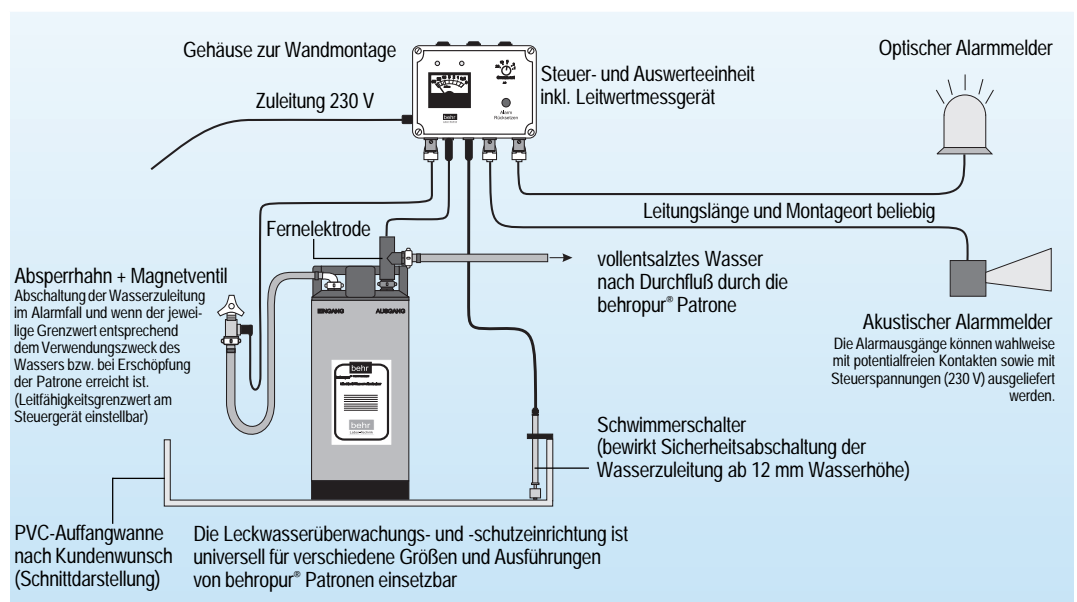 Gehäuse zur Wandmontage
Optischer Alarmmelder
Steuer- und Auswerteeinheit
inkl. Leitwertmessgerät
Zuleitung 230 V
behr
Alarm
Rücksetzen
Leitungslänge und Montageort beliebig
Fernelektrode
vollentsalztes Wasser
nach Durchfluß durch die
behropur® Patrone
Absperrhahn + Magnetventil
Abschaltung der Wasserzuleitung
im Alarmfall und wenn der jewei-
lige Grenzwert entsprechend
dem Verwendungszweck des
Wassers bzw. bei Erschöpfung
der Patrone erreicht ist.
(Leitfähigkeitsgrenzwert am
Steuergerät einstellbar)
EINGANG
AUSGANG
behr
behr
Labor-Technik
Akustischer Alarmmelder
Die Alarmausgänge können wahlweise
mit potentialfreien Kontakten sowie mit
Steuerspannungen (230 V) ausgeliefert
werden.
Schwimmerschalter
(bewirkt Sicherheitsabschaltung der
Wasserzuleitung ab 12 mm Wasserhöhe)
PVC-Auffangwanne
nach Kundenwunsch
(Schnittdarstellung)
Die Leckwasserüberwachungs- und -schutzeinrichtung ist
universell für verschiedene Größen und Ausführungen
von behropur® Patronen einsetzbar